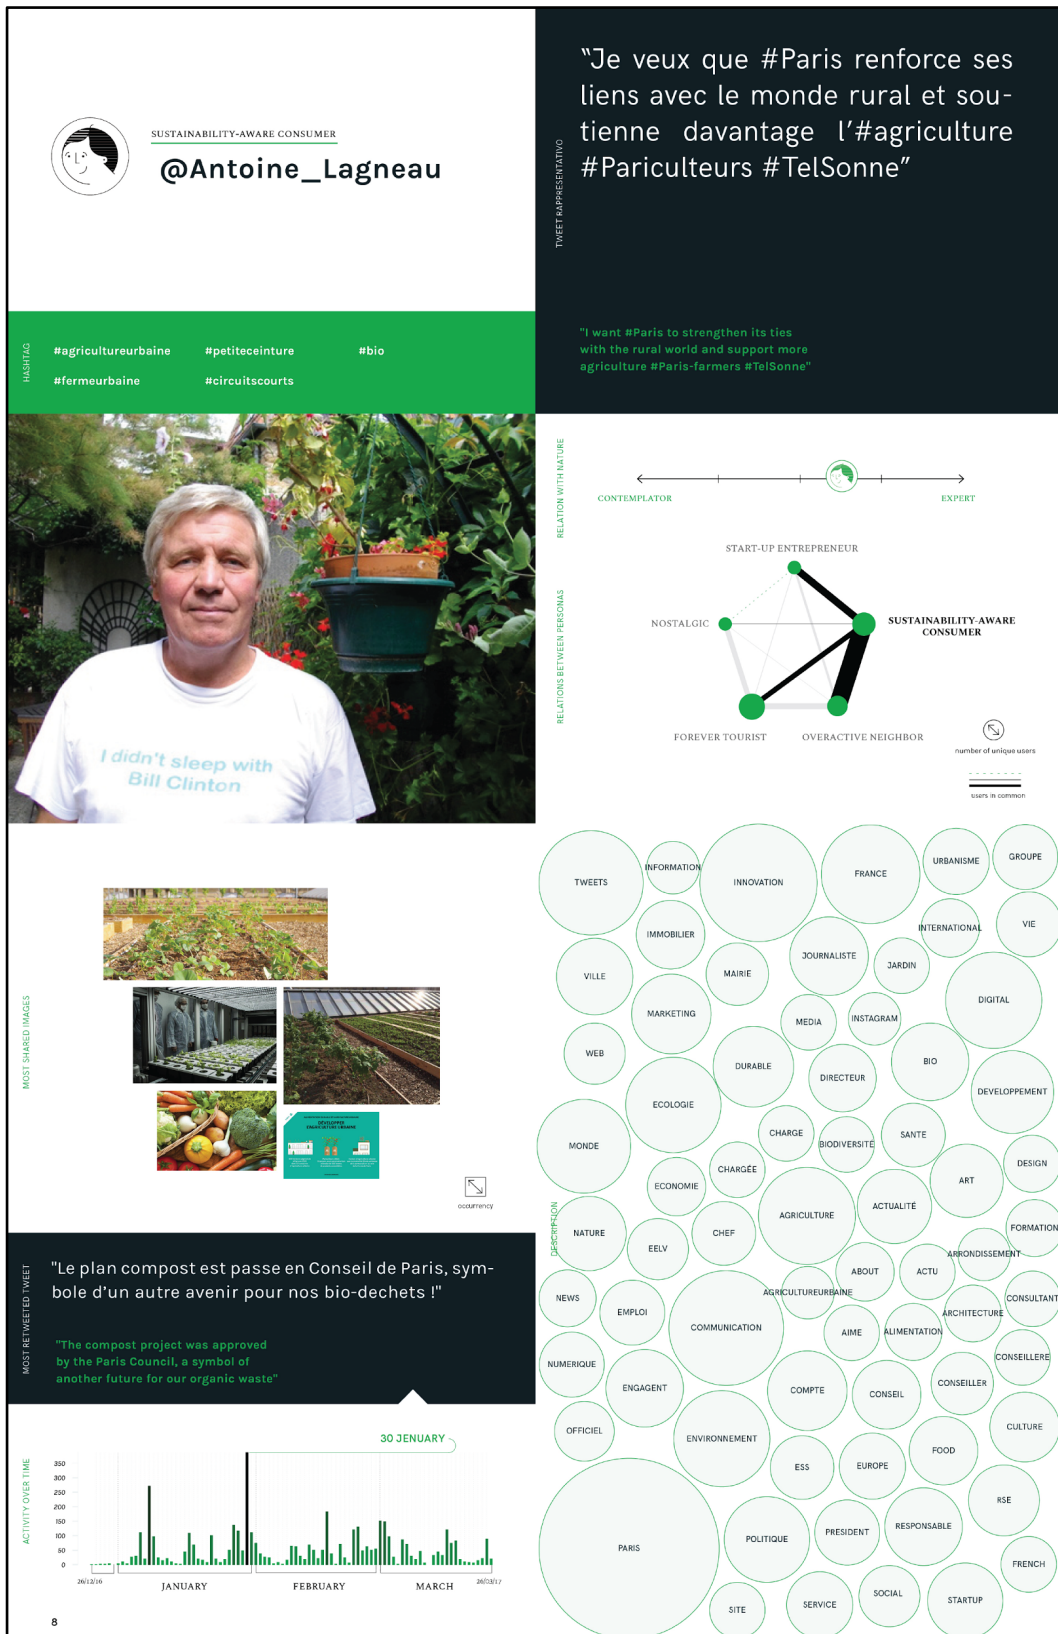 SUSTAINABILITY-AWARE CONSUMER
@Antoine_Lagneau
TWEET RAPPRESENTATIVO
"Je veux que #Paris renforce ses
liens avec le monde rural et sou-
tienne davantage l'#agriculture
#Pariculteurs #TelSonne"
"I want #Paris to strengthen its ties
with the rural world and support more
agriculture #Paris-farmers #TelSonne"
HASHTAG
#agricultureurbaine #petiteceinture #bio
#fermeurbaine #circuitscourts
I didn't sleep with
Bill Clinton
RELATION WITH NATURE
CONTEMPLATOR EXPERT
RELATIONS BETWEEN PERSONAS
START-UP ENTREPRENEUR
NOSTALGIC
SUSTAINABILITY-AWARE
CONSUMER
FOREVER TOURIST OVERACTIVE NEIGHBOR
number of unique users
users in common
MOST SHARED IMAGES
DÉVELOPPER
L'AGRICULTURE URBAINE
occurrency
MOST RETWEETED TWEET
"Le plan compost est passe en Conseil de Paris, sym-
bole d'un autre avenir pour nos bio-dechets !"
"The compost project was approved
by the Paris Council, a symbol of
another future for our organic waste"
ACTIVITY OVER TIME
30 JENUARY
350
300
250
200
150
100
50
0
26/12/16 26/03/17
JANUARY FEBRUARY MARCH
8
DESCRIPTION
TWEETS
INFORMATION
INNOVATION
FRANCE
URBANISME
GROUPE
IMMOBILIER
INTERNATIONAL
VIE
VILLE
MAIRIE
JOURNALISTE
JARDIN
DIGITAL
MARKETING
MEDIA
INSTAGRAM
WEB
DURABLE
DIRECTEUR
BIO
DEVELOPPEMENT
ECOLOGIE
MONDE
CHARGE
BIODIVERSITÉ
SANTE
CHARGÉE
DESIGN
ECONOMIE
ART
AGRICULTURE
ACTUALITÉ
NATURE
EELV
CHEF
FORMATION
ARRONDISSEMENT
ABOUT
ACTU
NEWS
EMPLOI
AGRICULTUREURBAINE
CONSULTANT
ARCHITECTURE
COMMUNICATION
AIME
ALIMENTATION
NUMERIQUE
CONSEILLERE
ENGAGENT
COMPTE
CONSEIL
CONSEILLER
OFFICIEL
ENVIRONNEMENT
CULTURE
FOOD
ESS
EUROPE
RSE
PARIS
POLITIQUE
PRESIDENT
RESPONSABLE
FRENCH
SITE
SERVICE
SOCIAL
STARTUP